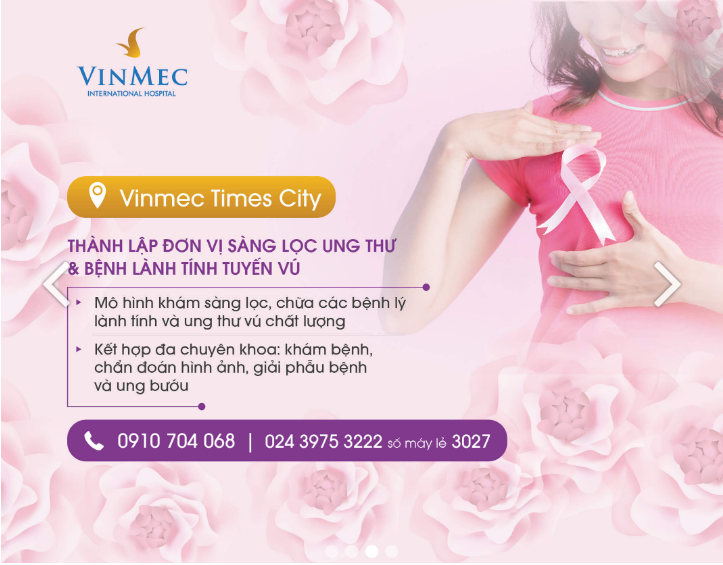 VINMEC
INTERNATIONAL HOSPITAL
Vinmec Times City
THÀNH LẬP ĐƠN VỊ SÀNG LỌC UNG THƯ
& BỆNH LÀNH TÍNH TUYẾN VÚ
Mô hình khám sàng lọc, chữa các bệnh lý
lành tính và ung thư vú chất lượng
Kết hợp đa chuyên khoa: khám bệnh,
chẩn đoán hình ảnh, giải phẫu bệnh
và ung bướu
0910 704 068 | 024 3975 3222 số máy lẻ 3027